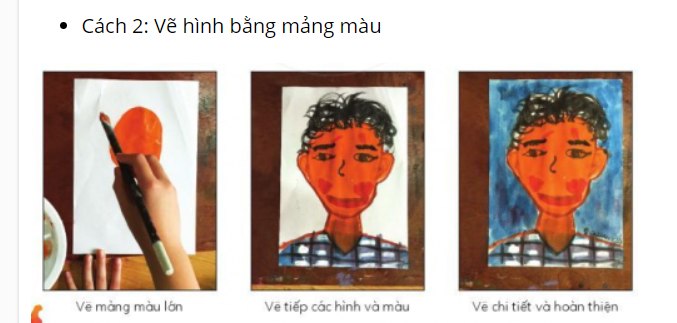 Cách 2: Vẽ hình bằng mảng màu
Vẽ mảng màu lớn
Vẽ tiếp các hình và màu
Vẽ chi tiết và hoàn thiện